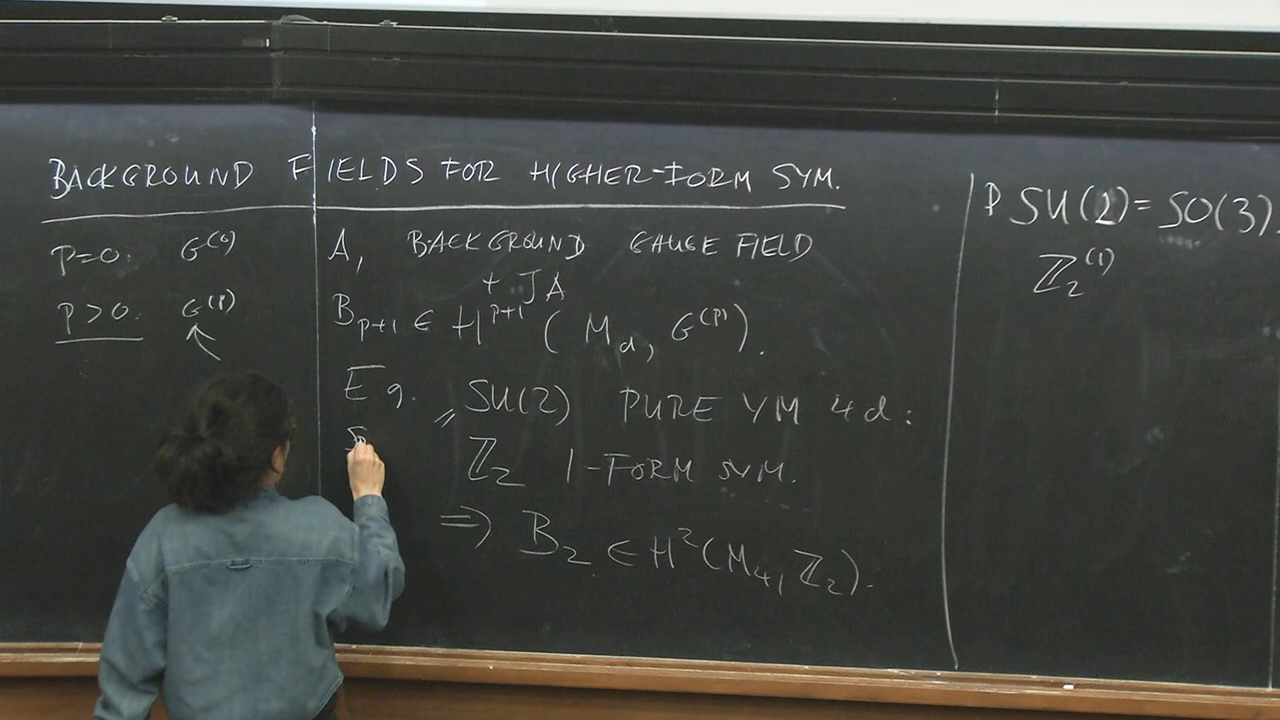 BACKGROUND FIELDS FOR HIGHER-FORM SYM.
P=0: G^(0) A, BACKGROUND GAUGE FIELD
+ JA
P>0: G^(P) B_{P+1} ∈ H^{P+1} (M_d, G^(P)).
E.g. SU(2) PURE YM 4d:
ℤ_2 1-FORM SYM.
⇒ B_2 ∈ H^2(M_4, ℤ_2).
PSU(2)=SO(3)
ℤ_2^(1)